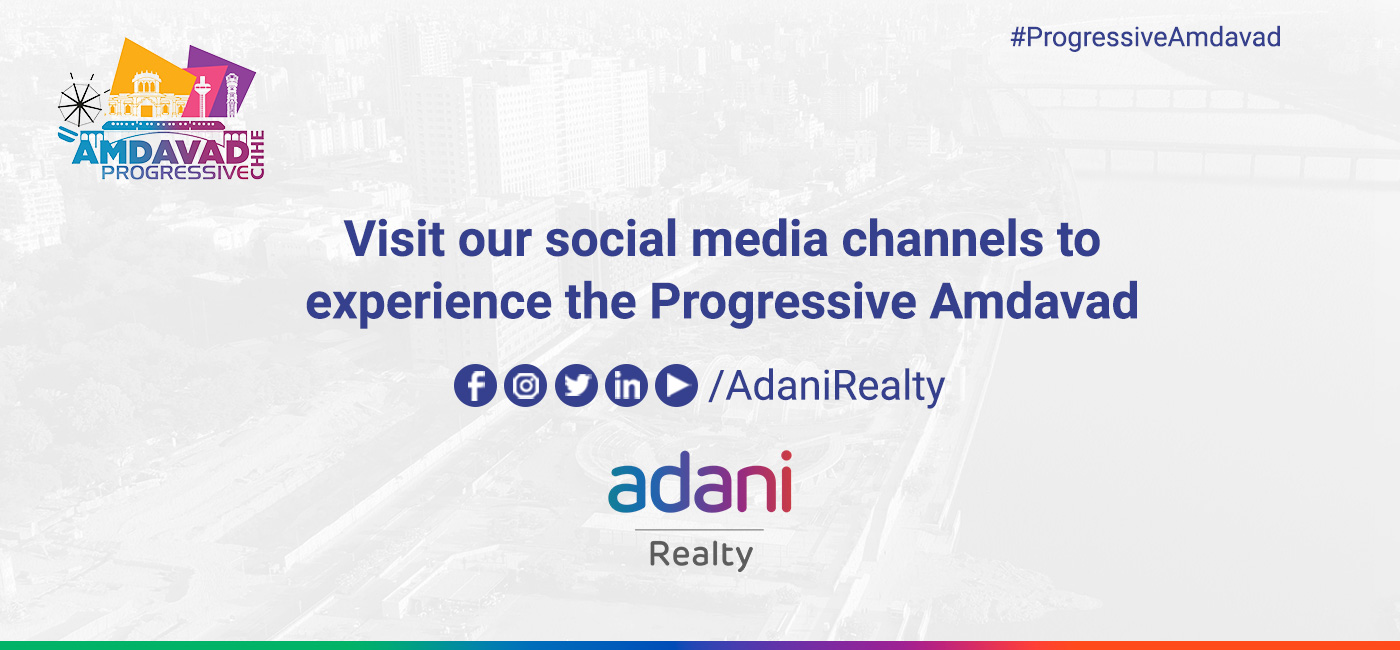 #ProgressiveAmdavad
AMDAVAD
PROGRESSIVE
CHHE
Visit our social media channels to
experience the Progressive Amdavad
/AdaniRealty
adani
Realty